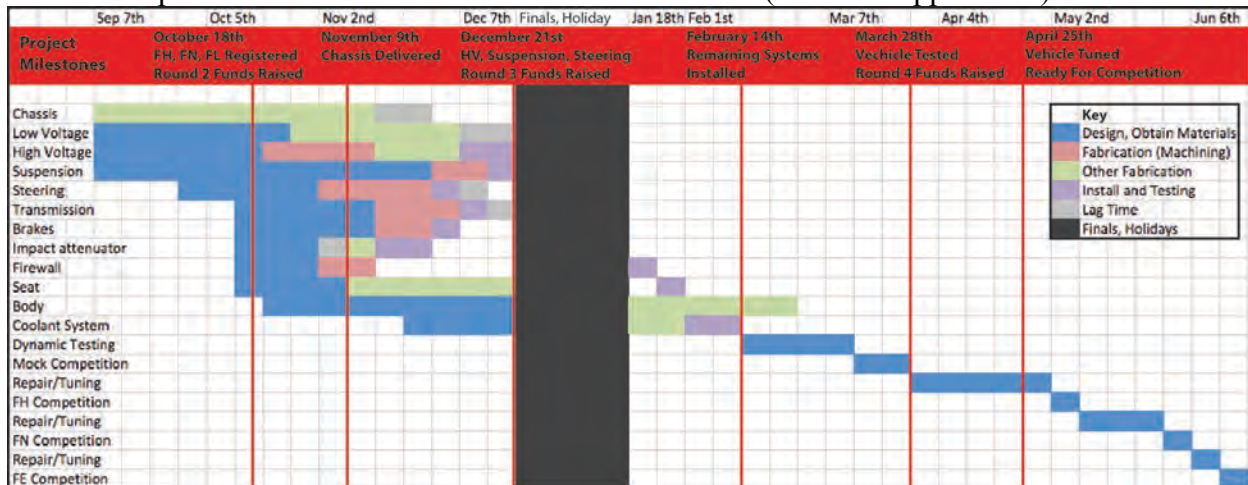 Sep 7th Oct 5th Nov 2nd Dec 7th Finals, Holiday Jan 18th Feb 1st Mar 7th Apr 4th May 2nd Jun 6th
Project Milestones
October 18th
FH, FN, FL Registered
Round 2 Funds Raised
November 9th
Chassis Delivered
December 21st
HV, Suspension, Steering
Round 3 Funds Raised
February 14th
Remaining Systems
Installed
March 28th
Vechicle Tested
Round 4 Funds Raised
April 25th
Vehicle Tuned
Ready For Competition
Chassis
Low Voltage
High Voltage
Suspension
Steering
Transmission
Brakes
Impact attenuator
Firewall
Seat
Body
Coolant System
Dynamic Testing
Mock Competition
Repair/Tuning
FH Competition
Repair/Tuning
FN Competition
Repair/Tuning
FE Competition
Key
Design, Obtain Materials
Fabrication (Machining)
Other Fabrication
Install and Testing
Lag Time
Finals, Holidays